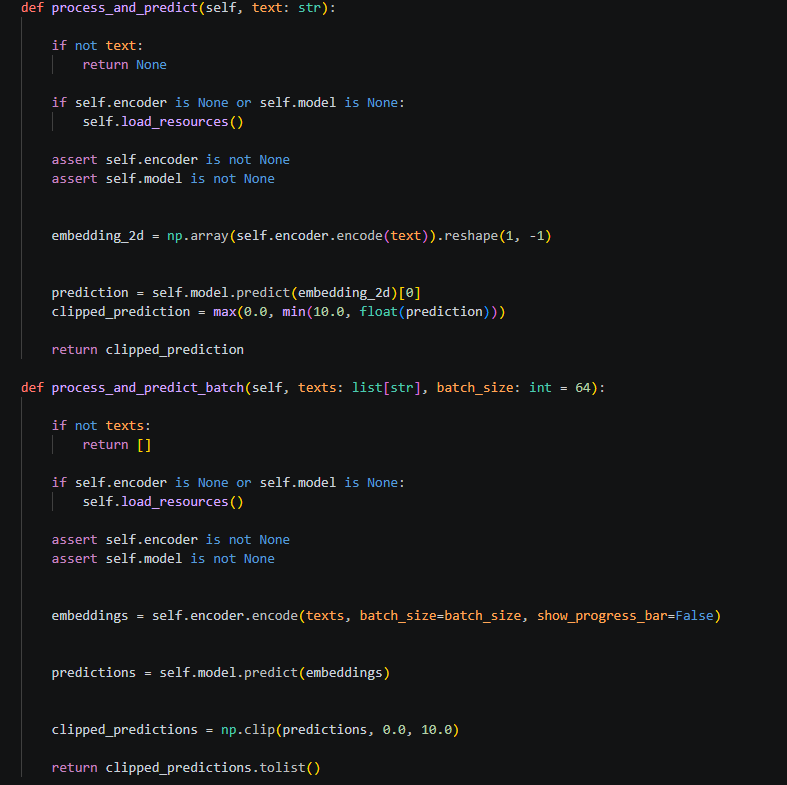 def process_and_predict(self, text: str):
if not text:
return None
if self.encoder is None or self.model is None:
self.load_resources()
assert self.encoder is not None
assert self.model is not None
embedding_2d = np.array(self.encoder.encode(text)).reshape(1, -1)
prediction = self.model.predict(embedding_2d)[0]
clipped_prediction = max(0.0, min(10.0, float(prediction)))
return clipped_prediction
def process_and_predict_batch(self, texts: list[str], batch_size: int = 64):
if not texts:
return []
if self.encoder is None or self.model is None:
self.load_resources()
assert self.encoder is not None
assert self.model is not None
embeddings = self.encoder.encode(texts, batch_size=batch_size, show_progress_bar=False)
predictions = self.model.predict(embeddings)
clipped_predictions = np.clip(predictions, 0.0, 10.0)
return clipped_predictions.tolist()